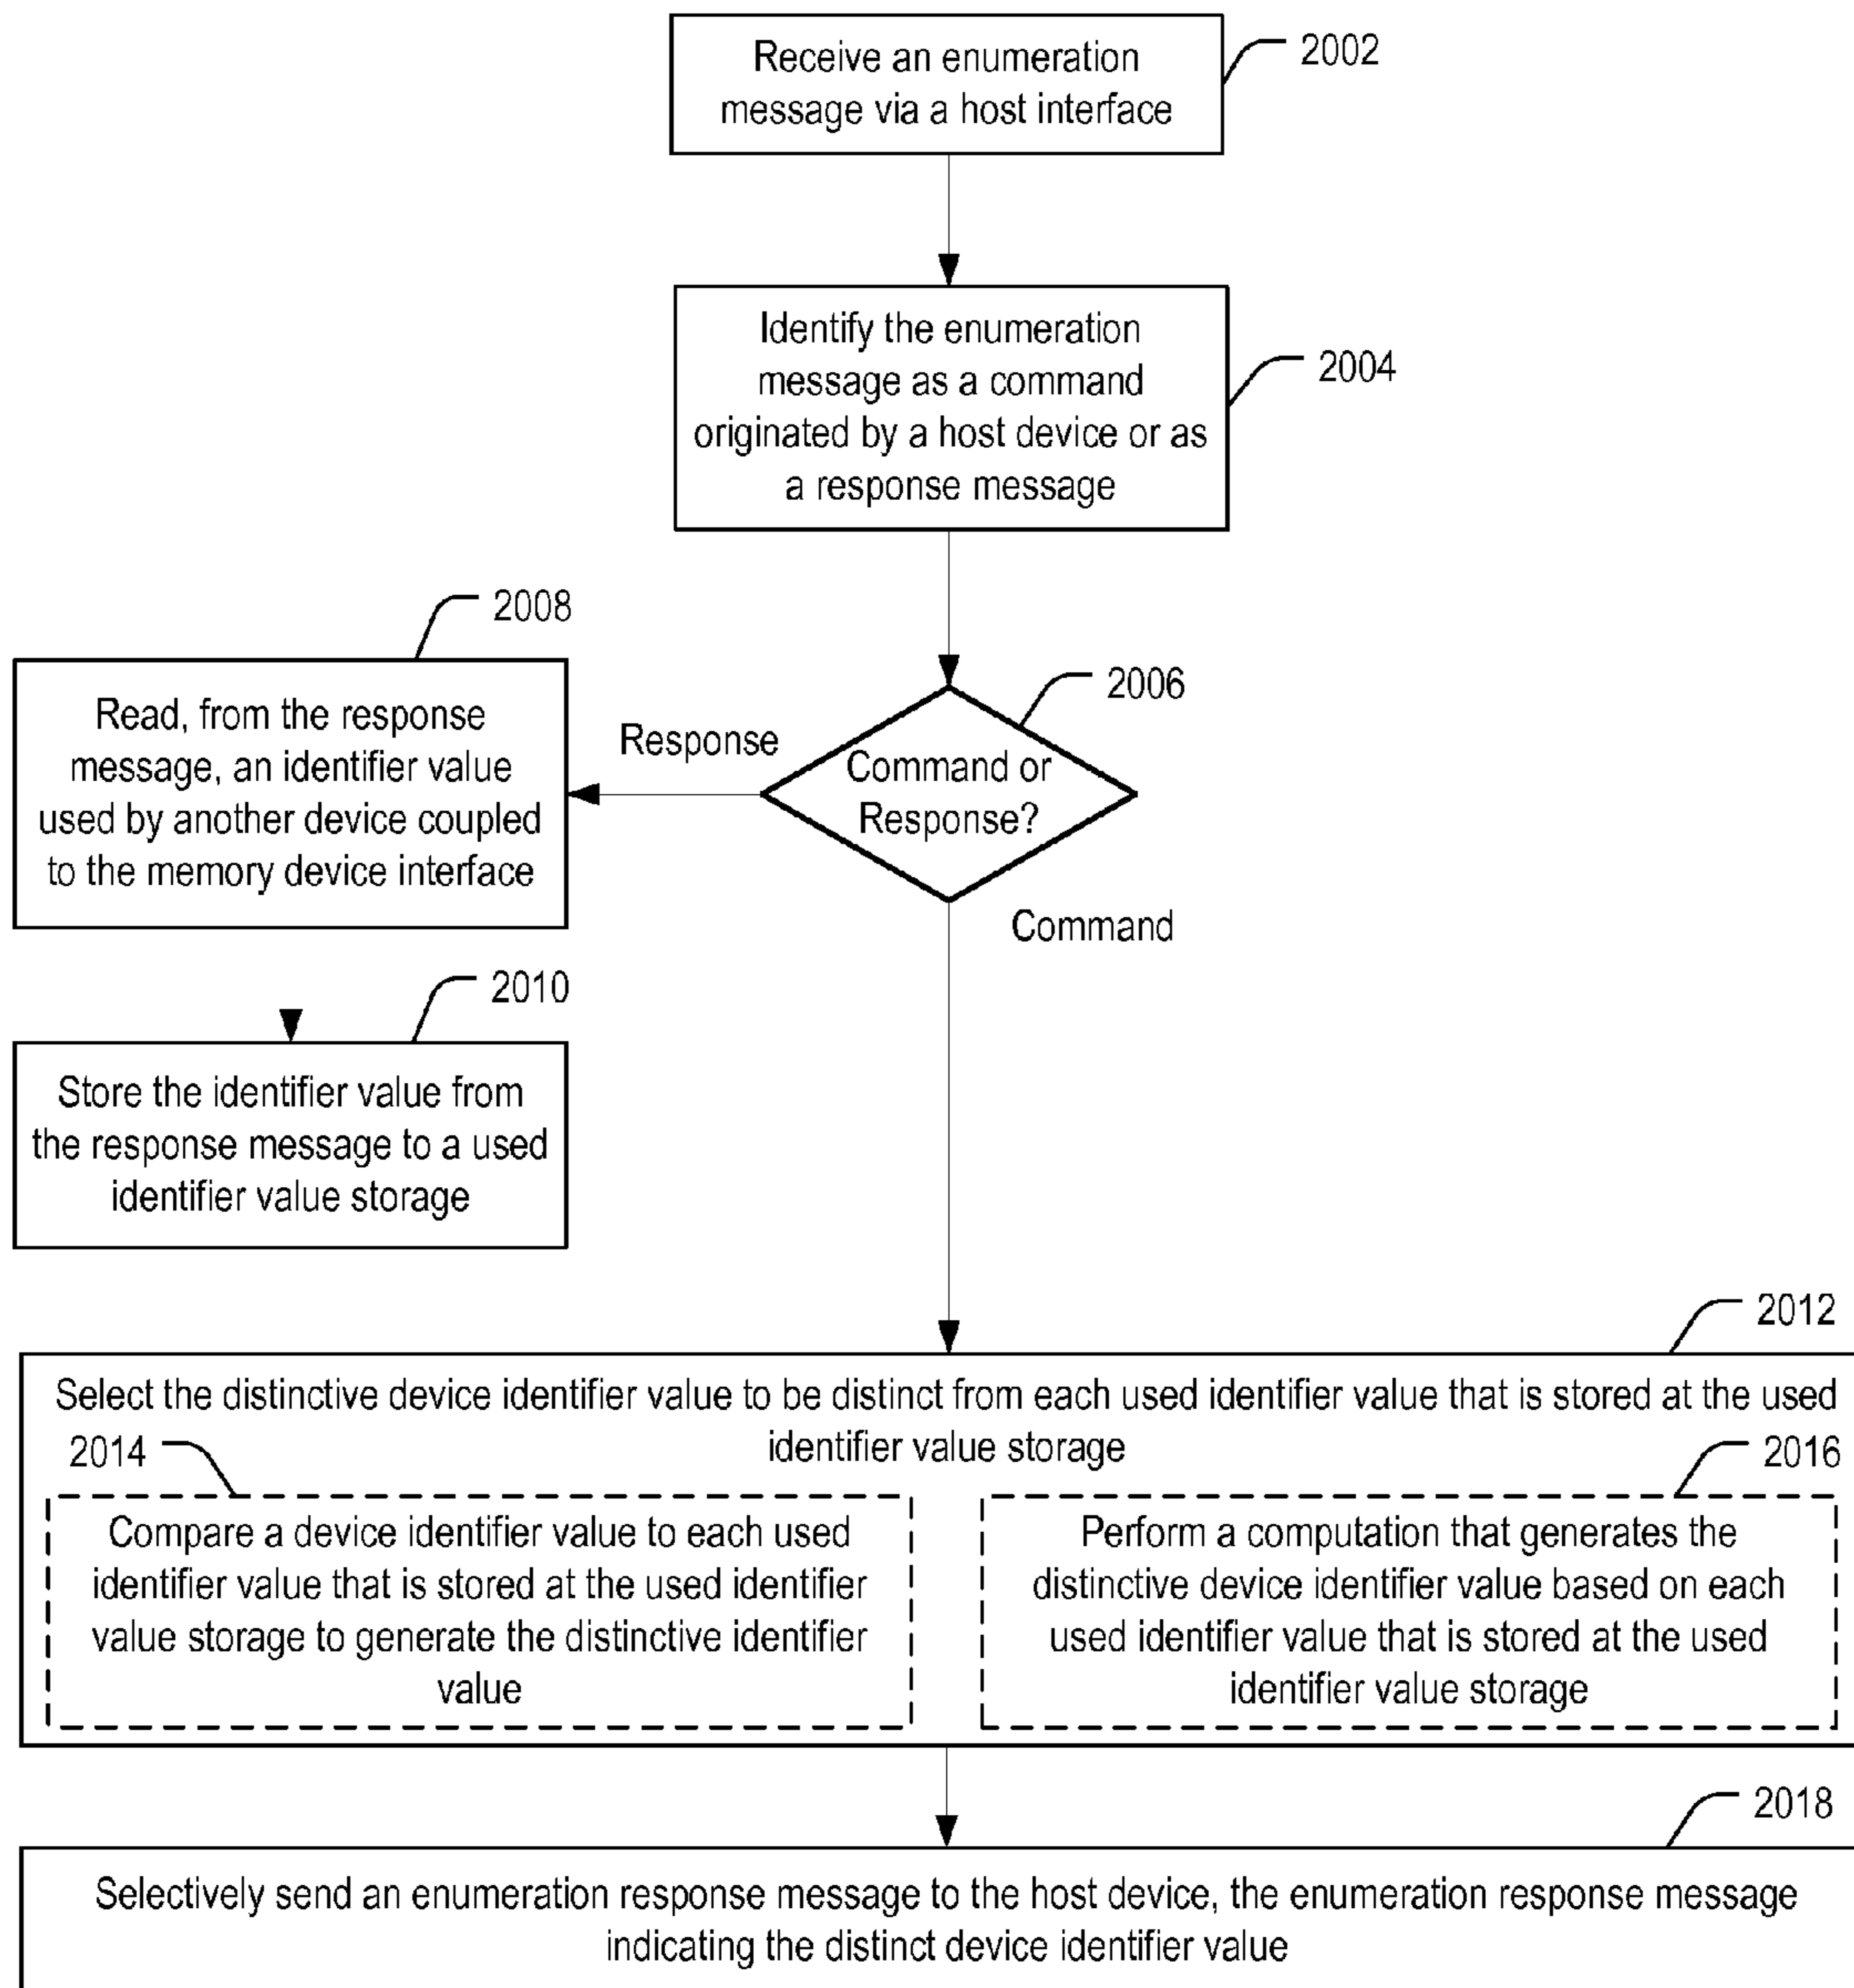 Receive an enumeration
message via a host interface
2002
Identify the enumeration
message as a command
originated by a host device or as
a response message
2004
2008
Read, from the response
message, an identifier value
used by another device coupled
to the memory device interface
Response
2006
Command or
Response?
Command
2010
Store the identifier value from
the response message to a used
identifier value storage
2012
Select the distinctive device identifier value to be distinct from each used identifier value that is stored at the used
identifier value storage
2014
Compare a device identifier value to each used
identifier value that is stored at the used identifier
value storage to generate the distinctive identifier
value
2016
Perform a computation that generates the
distinctive device identifier value based on each
used identifier value that is stored at the used
identifier value storage
2018
Selectively send an enumeration response message to the host device, the enumeration response message
indicating the distinct device identifier value